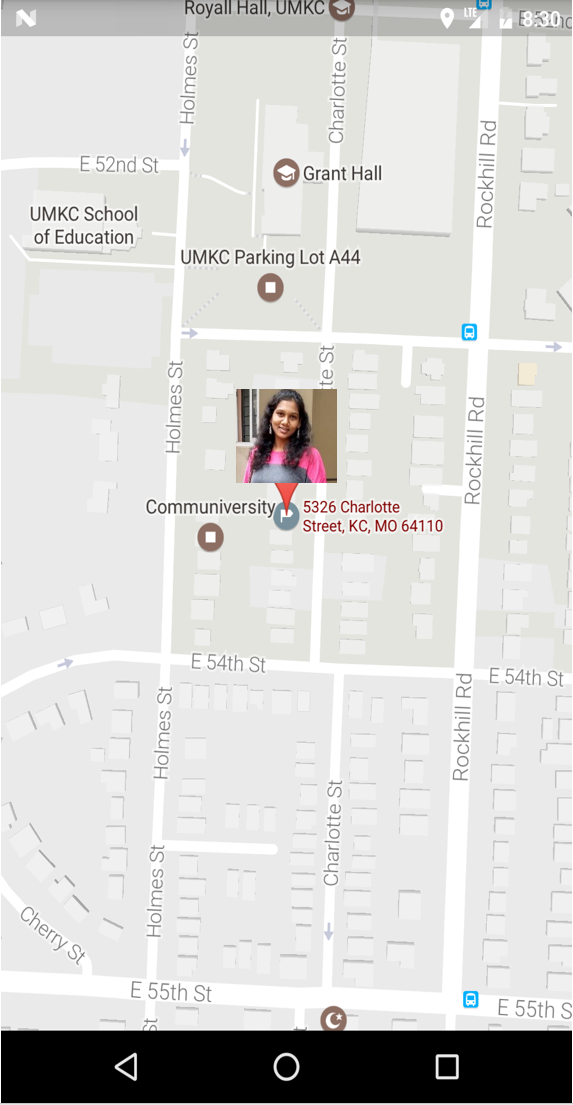 Royall Hall, UMKC
LTE
8:30
Holmes St
Charlotte St
Rockhill Rd
E 52nd St
Grant Hall
UMKC School
of Education
UMKC Parking Lot A44
Holmes St
Rockhill Rd
Communiversity
5326 Charlotte
Street, KC, MO 64110
E 54th St
E 54th St
Holmes St
Rockhill Rd
Charlotte St
Holmes St
Cherry St
E 55th St
E 55th S
St